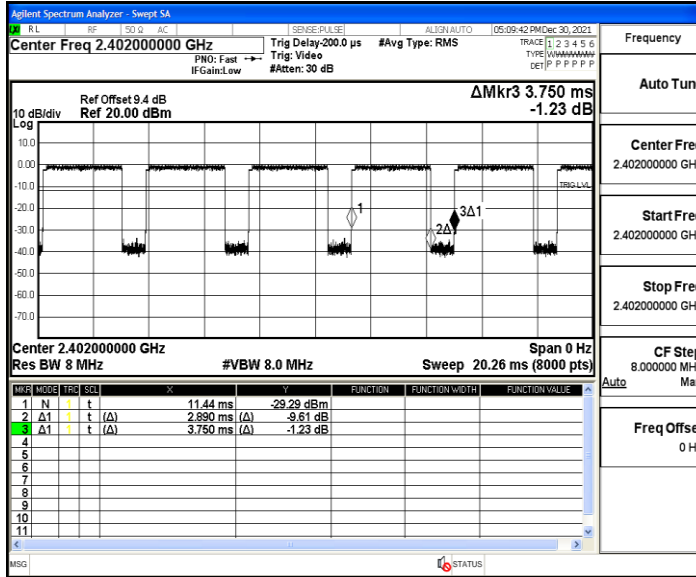 Agilent Spectrum Analyzer - Swept SA
RL RF 50 Ω AC SENSE:PULSE ALIGN AUTO 05:09:42 PM Dec 30, 2021
Center Freq 2.402000000 GHz
PNO: Fast
IFGain:Low
Trig Delay-200.0 µs
Trig: Video
#Atten: 30 dB
#Avg Type: RMS
TRACE 1 2 3 4 5 6
TYPE
DET P P P P P P
Ref Offset 9.4 dB
Ref 20.00 dBm
10 dB/div
Log
ΔMkr3 3.750 ms
-1.23 dB
10.0
0.00
-10.0
-20.0
-30.0
-40.0
-50.0
-60.0
-70.0
TRIG LVL
1
2Δ
3Δ1
Center 2.402000000 GHz Span 0 Hz
Res BW 8 MHz #VBW 8.0 MHz Sweep 20.26 ms (8000 pts)
MKR MODE TRC SCL X Y FUNCTION FUNCTION WIDTH FUNCTION VALUE
1 N 1 t 11.44 ms -29.29 dBm
2 Δ1 1 t (Δ) 2.890 ms (Δ) -9.61 dB
3 Δ1 1 t (Δ) 3.750 ms (Δ) -1.23 dB
4
5
6
7
8
9
10
11
MSG STATUS
Frequency
Auto Tun
Center Fre
2.402000000 GH
Start Fre
2.402000000 GH
Stop Fre
2.402000000 GH
CF Step
8.000000 MH
Auto Ma
Freq Offse
0 H